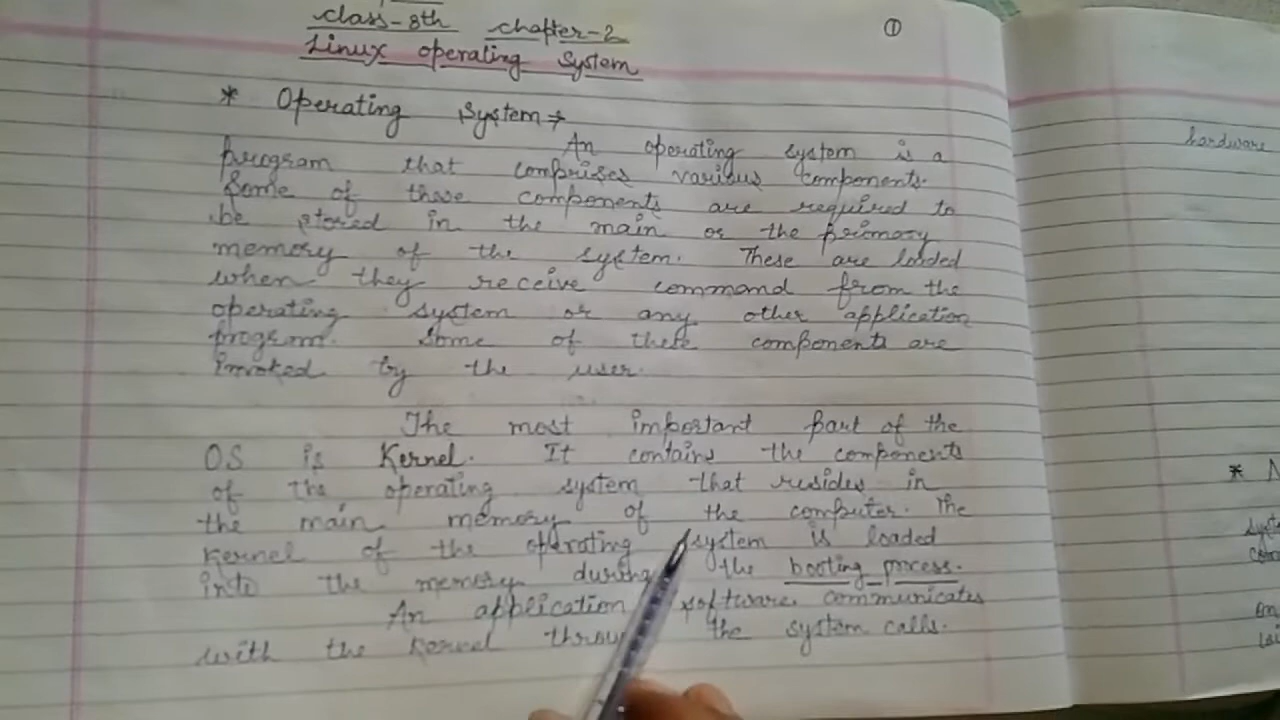 class-8th chapter-2
①
Linux operating System
* Operating System →
An operating system is a
program that comprises various components.
Some of these components are required to
be stored in the main or the primary
memory of the system. These are loaded
when they receive command from the
operating system or any other application
program. Some of these components are
invoked by the user.
The most important part of the
OS is Kernel. It contains the components
of the operating system that resides in
the main memory of the computer. The
Kernel of the operating system is loaded
into the memory during the booting process.
An application software communicates
with the Kernel the system calls.
hardware
*